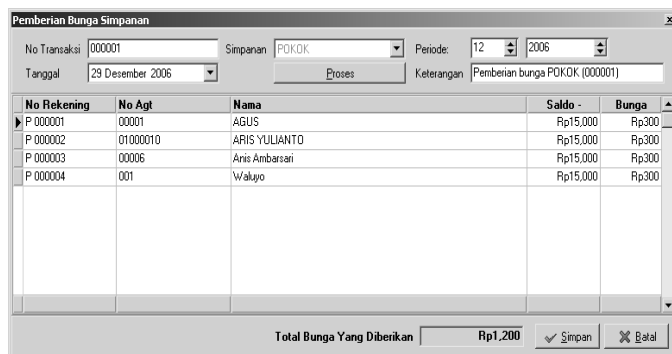 Pemberian Bunga Simpanan
No Transaksi 000001 Simpanan POKOK Periode: 12 2006
Tanggal 29 Desember 2006 Proses Keterangan Pemberian bunga POKOK (000001)
No Rekening No Agt Nama Saldo - Bunga
P 000001 00001 AGUS Rp15,000 Rp300
P 000002 01000010 ARIS YULIANTO Rp15,000 Rp300
P 000003 00006 Anis Ambarsari Rp15,000 Rp300
P 000004 001 Waluyo Rp15,000 Rp300
Total Bunga Yang Diberikan Rp1,200 Simpan Batal